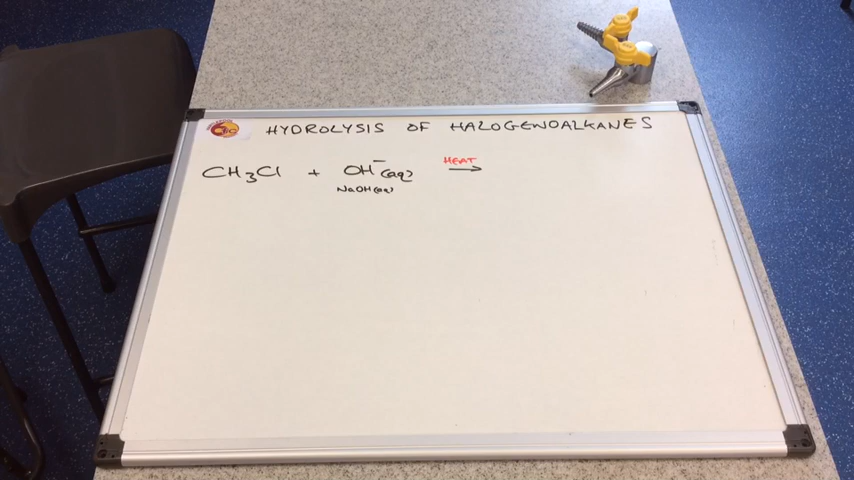 HYDROLYSIS OF HALOGENOALKANES
HEAT
CH₃Cl + OH⁻(aq) →
NaOH(aq)